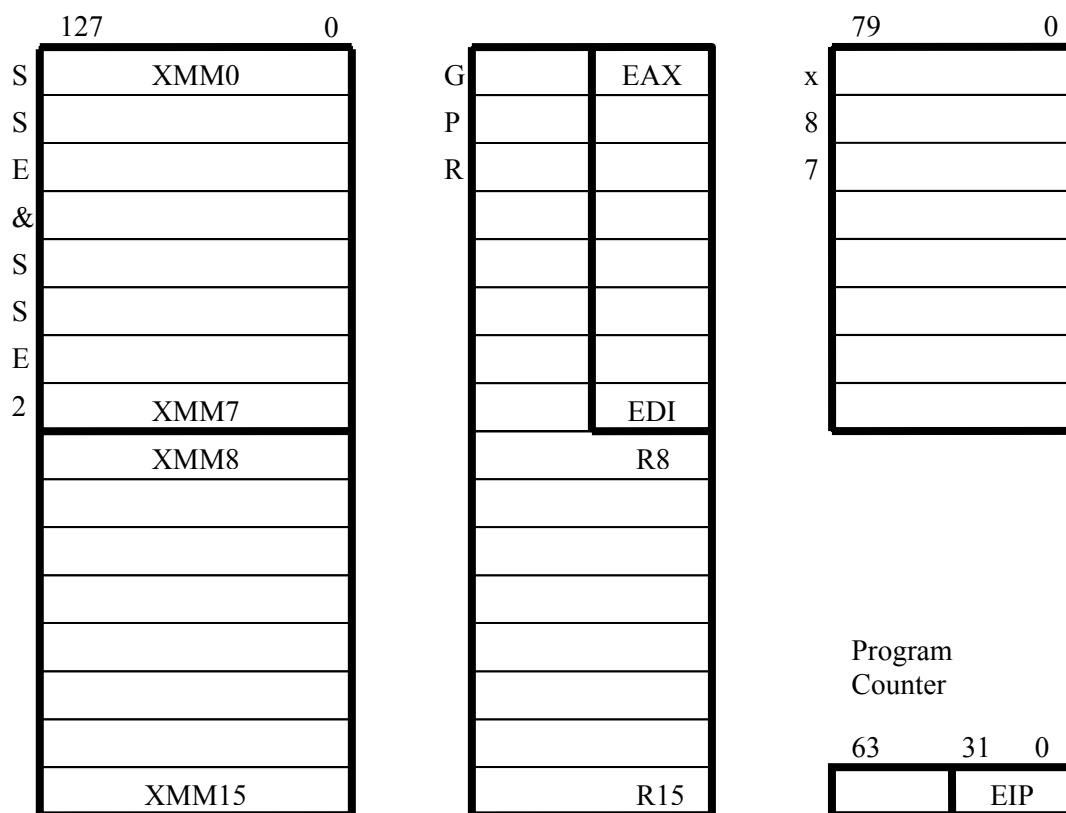 127 0
S
S
E
&
S
S
E
2
XMM0
XMM7
XMM8
XMM15
G
P
R
EAX
EDI
R8
R15
79 0
x
8
7
Program
Counter
63 31 0
EIP